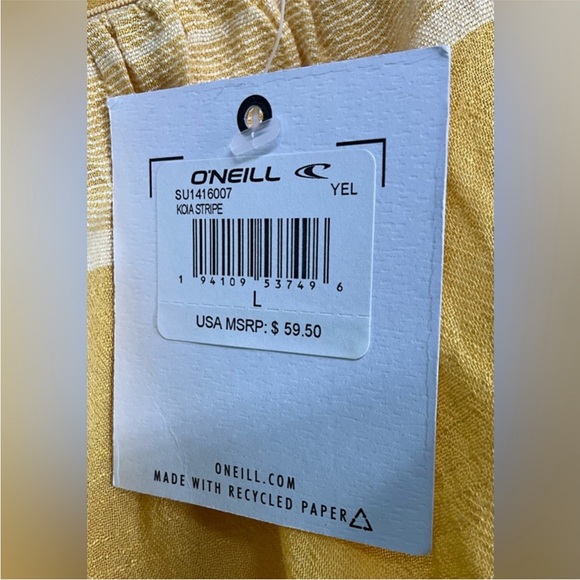 O'NEILL
SU1416007 YEL
KOIA STRIPE
1 94109 53749 6
L
USA MSRP: $ 59.50
ONEILL.COM
MADE WITH RECYCLED PAPER